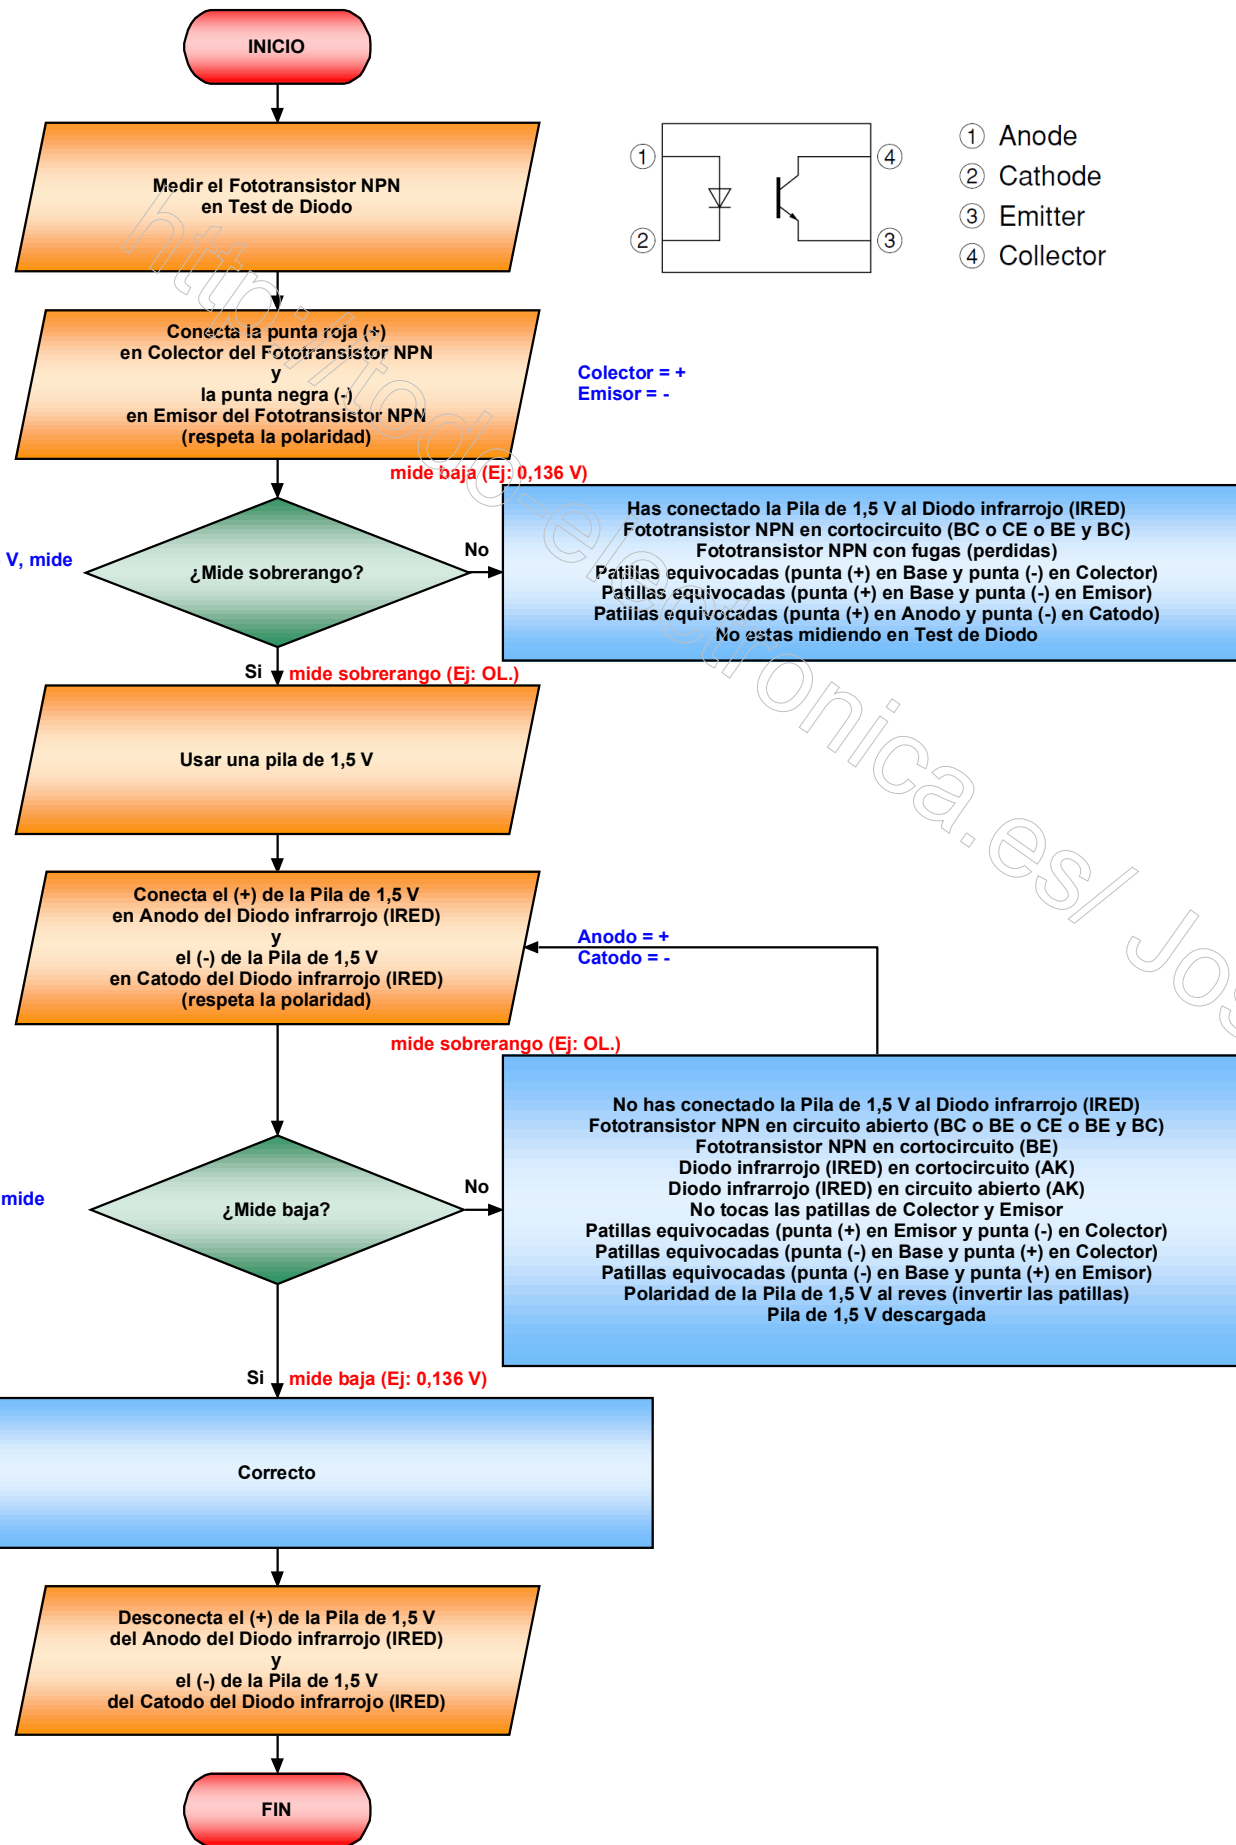 INICIO
Medir el Fototransistor NPN
en Test de Diodo
1
2
4
3
1 Anode
2 Cathode
3 Emitter
4 Collector
Conecta la punta roja (+)
en Colector del Fototransistor NPN
y
la punta negra (-)
en Emisor del Fototransistor NPN
(respeta la polaridad)
Colector = +
Emisor = -
mide baja (Ej: 0,136 V)
V, mide
¿Mide sobrerango?
No
Has conectado la Pila de 1,5 V al Diodo infrarrojo (IRED)
Fototransistor NPN en cortocircuito (BC o CE o BE y BC)
Fototransistor NPN con fugas (perdidas)
Patillas equivocadas (punta (+) en Base y punta (-) en Colector)
Patillas equivocadas (punta (+) en Base y punta (-) en Emisor)
Patillas equivocadas (punta (+) en Anodo y punta (-) en Catodo)
No estas midiendo en Test de Diodo
Si
mide sobrerango (Ej: OL.)
Usar una pila de 1,5 V
Conecta el (+) de la Pila de 1,5 V
en Anodo del Diodo infrarrojo (IRED)
y
el (-) de la Pila de 1,5 V
en Catodo del Diodo infrarrojo (IRED)
(respeta la polaridad)
Anodo = +
Catodo = -
mide sobrerango (Ej: OL.)
mide
¿Mide baja?
No
No has conectado la Pila de 1,5 V al Diodo infrarrojo (IRED)
Fototransistor NPN en circuito abierto (BC o BE o CE o BE y BC)
Fototransistor NPN en cortocircuito (BE)
Diodo infrarrojo (IRED) en cortocircuito (AK)
Diodo infrarrojo (IRED) en circuito abierto (AK)
No tocas las patillas de Colector y Emisor
Patillas equivocadas (punta (+) en Emisor y punta (-) en Colector)
Patillas equivocadas (punta (-) en Base y punta (+) en Colector)
Patillas equivocadas (punta (-) en Base y punta (+) en Emisor)
Polaridad de la Pila de 1,5 V al reves (invertir las patillas)
Pila de 1,5 V descargada
Si
mide baja (Ej: 0,136 V)
Correcto
Desconecta el (+) de la Pila de 1,5 V
del Anodo del Diodo infrarrojo (IRED)
y
el (-) de la Pila de 1,5 V
del Catodo del Diodo infrarrojo (IRED)
FIN
http://todo-electronica.es/ Jos